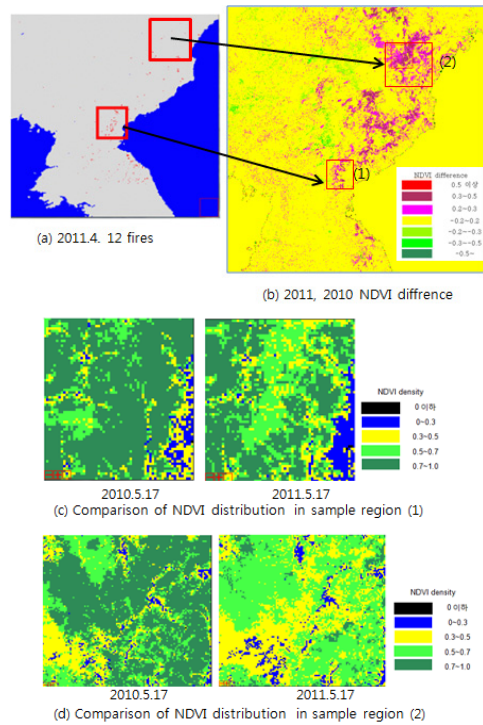 (2)
(1)
NDVI difference
0.5 이상
0.3~0.5
0.2~0.3
-0.2~0.2
-0.2~-0.3
-0.3~-0.5
-0.5~
(a) 2011.4. 12 fires
(b) 2011, 2010 NDVI diffrence
NDVI density
0 이하
0~0.3
0.3~0.5
0.5~0.7
0.7~1.0
2010.5.17
2011.5.17
(c) Comparison of NDVI distribution in sample region (1)
NDVI density
0 이하
0~0.3
0.3~0.5
0.5~0.7
0.7~1.0
2010.5.17
2011.5.17
(d) Comparison of NDVI distribution in sample region (2)